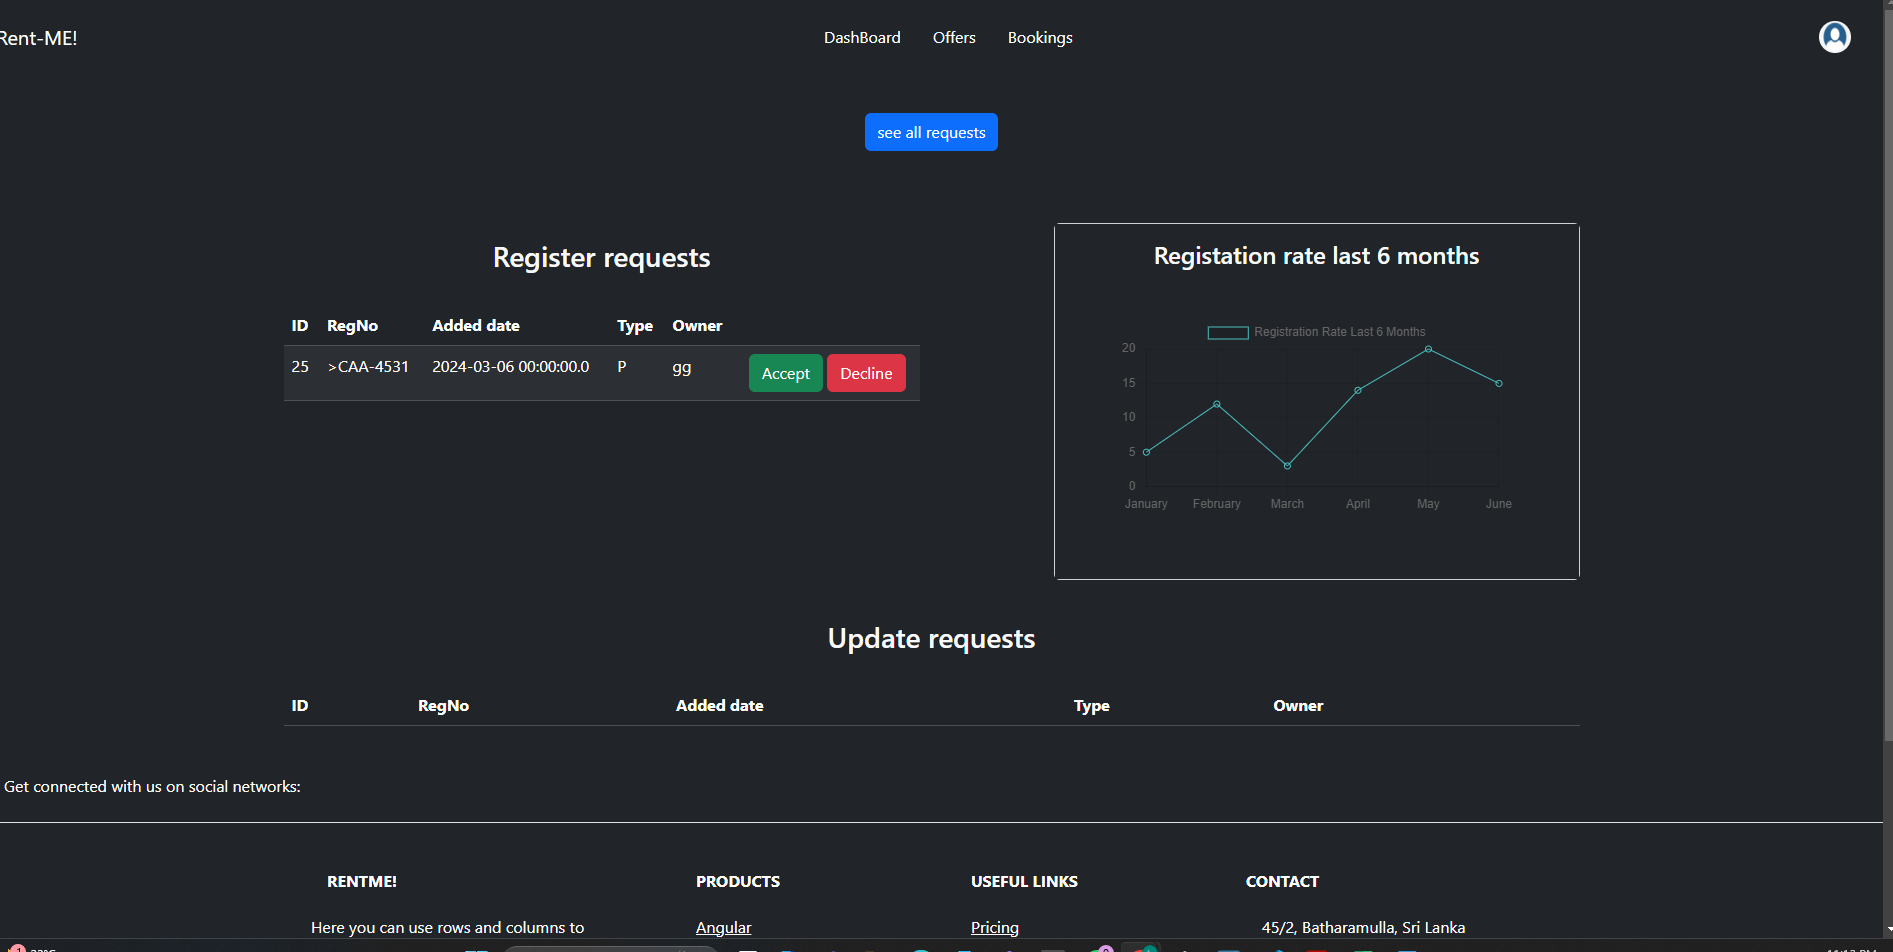 Rent-ME!
DashBoard Offers Bookings
see all requests
Register requests
ID RegNo Added date Type Owner
25 >CAA-4531 2024-03-06 00:00:00.0 P gg Accept Decline
Registation rate last 6 months
Registration Rate Last 6 Months
20
15
10
5
0
January February March April May June
Update requests
ID RegNo Added date Type Owner
Get connected with us on social networks:
RENTME! PRODUCTS USEFUL LINKS CONTACT
Here you can use rows and columns to Angular Pricing 45/2, Batharamulla, Sri Lanka